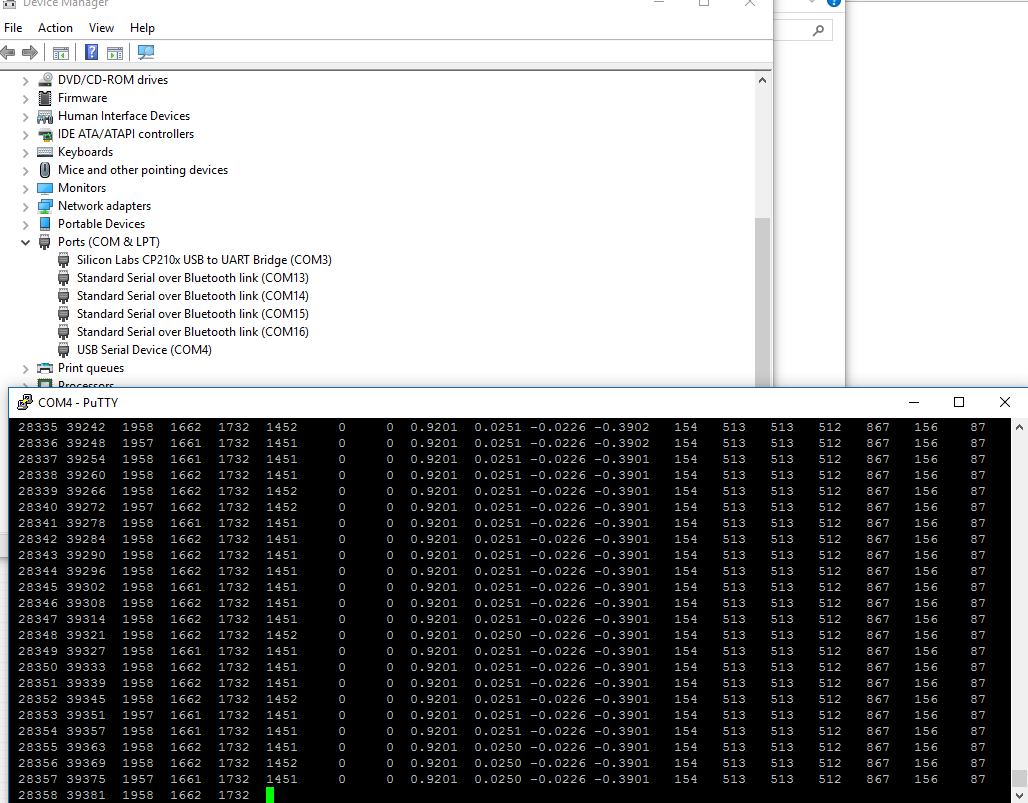 Device Manager
File Action View Help
DVD/CD-ROM drives
Firmware
Human Interface Devices
IDE ATA/ATAPI controllers
Keyboards
Mice and other pointing devices
Monitors
Network adapters
Portable Devices
Ports (COM & LPT)
Silicon Labs CP210x USB to UART Bridge (COM3)
Standard Serial over Bluetooth link (COM13)
Standard Serial over Bluetooth link (COM14)
Standard Serial over Bluetooth link (COM15)
Standard Serial over Bluetooth link (COM16)
USB Serial Device (COM4)
Print queues
Processors
COM4 - PuTTY
28335 39242 1958 1662 1732 1452 0 0 0.9201 0.0251 -0.0226 -0.3902 154 513 513 512 867 156 87
28336 39248 1957 1661 1732 1451 0 0 0.9201 0.0251 -0.0226 -0.3902 154 513 513 512 867 156 87
28337 39254 1958 1661 1732 1451 0 0 0.9201 0.0251 -0.0226 -0.3901 154 513 513 512 867 156 87
28338 39260 1958 1662 1732 1451 0 0 0.9201 0.0251 -0.0226 -0.3901 154 513 513 512 867 156 87
28339 39266 1958 1662 1732 1452 0 0 0.9201 0.0251 -0.0226 -0.3901 154 513 513 512 867 156 87
28340 39272 1957 1662 1732 1452 0 0 0.9201 0.0251 -0.0226 -0.3901 154 513 513 512 867 156 87
28341 39278 1958 1661 1732 1451 0 0 0.9201 0.0251 -0.0226 -0.3901 154 513 513 512 867 156 87
28342 39284 1958 1662 1732 1451 0 0 0.9201 0.0251 -0.0226 -0.3901 154 513 513 512 867 156 87
28343 39290 1958 1662 1732 1451 0 0 0.9201 0.0251 -0.0226 -0.3901 154 513 513 512 867 156 87
28344 39296 1958 1662 1732 1451 0 0 0.9201 0.0251 -0.0226 -0.3901 154 513 513 512 867 156 87
28345 39302 1958 1661 1732 1451 0 0 0.9201 0.0251 -0.0226 -0.3901 154 513 513 512 867 156 87
28346 39308 1958 1662 1732 1451 0 0 0.9201 0.0251 -0.0226 -0.3901 154 513 513 512 867 156 87
28347 39314 1958 1661 1732 1451 0 0 0.9201 0.0251 -0.0226 -0.3901 154 513 513 512 867 156 87
28348 39321 1958 1662 1732 1452 0 0 0.9201 0.0250 -0.0226 -0.3901 154 513 513 512 867 156 87
28349 39327 1958 1661 1732 1451 0 0 0.9201 0.0251 -0.0226 -0.3901 154 513 513 512 867 156 87
28350 39333 1958 1662 1732 1451 0 0 0.9201 0.0251 -0.0226 -0.3901 154 513 513 512 867 156 87
28351 39339 1958 1661 1732 1451 0 0 0.9201 0.0251 -0.0226 -0.3901 154 513 513 512 867 156 87
28352 39345 1958 1662 1732 1452 0 0 0.9201 0.0251 -0.0226 -0.3901 154 513 513 512 867 156 87
28353 39351 1957 1661 1732 1451 0 0 0.9201 0.0251 -0.0226 -0.3901 154 513 513 512 867 156 87
28354 39357 1958 1661 1732 1451 0 0 0.9201 0.0251 -0.0226 -0.3901 154 513 513 512 867 156 87
28355 39363 1958 1662 1732 1451 0 0 0.9201 0.0250 -0.0226 -0.3901 154 513 513 512 867 156 87
28356 39369 1958 1662 1732 1452 0 0 0.9201 0.0250 -0.0226 -0.3901 154 513 513 512 867 156 87
28357 39375 1957 1661 1732 1451 0 0 0.9201 0.0250 -0.0226 -0.3901 154 513 513 512 867 156 87
28358 39381 1958 1662 1732